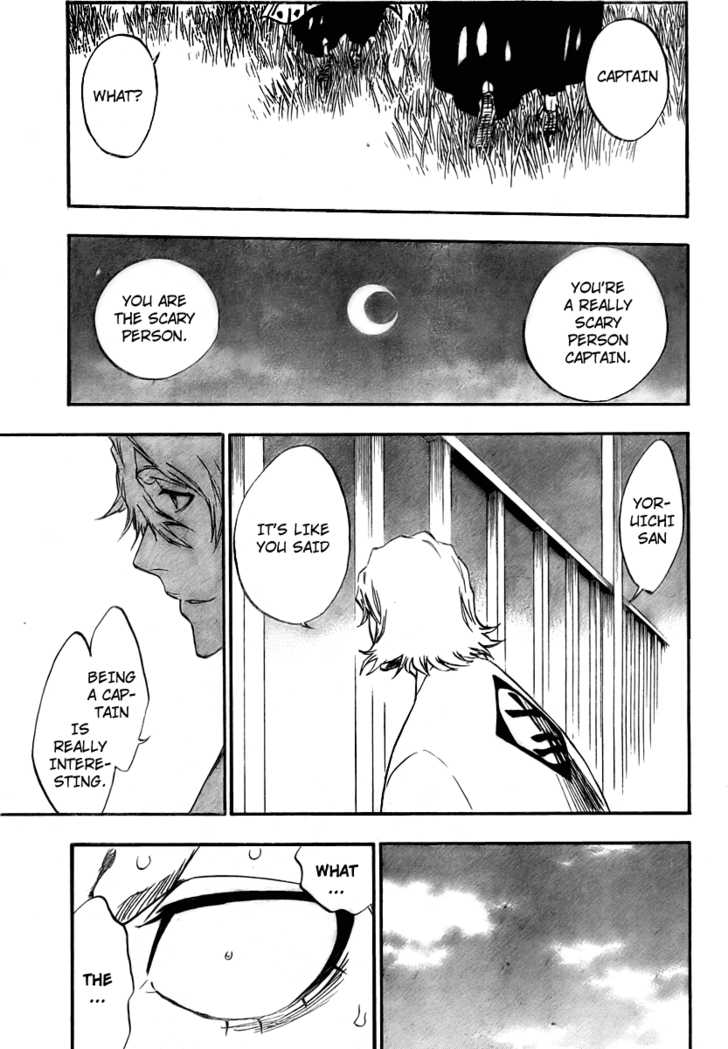 CAPTAIN
WHAT?
YOU'RE
A REALLY
SCARY
PERSON
CAPTAIN.
YOU ARE
THE SCARY
PERSON.
YOR-
UICHI
SAN
IT'S LIKE
YOU SAID
BEING
A CAP-
TAIN
IS
REALLY
INTERE-
STING.
WHAT
...
THE
...